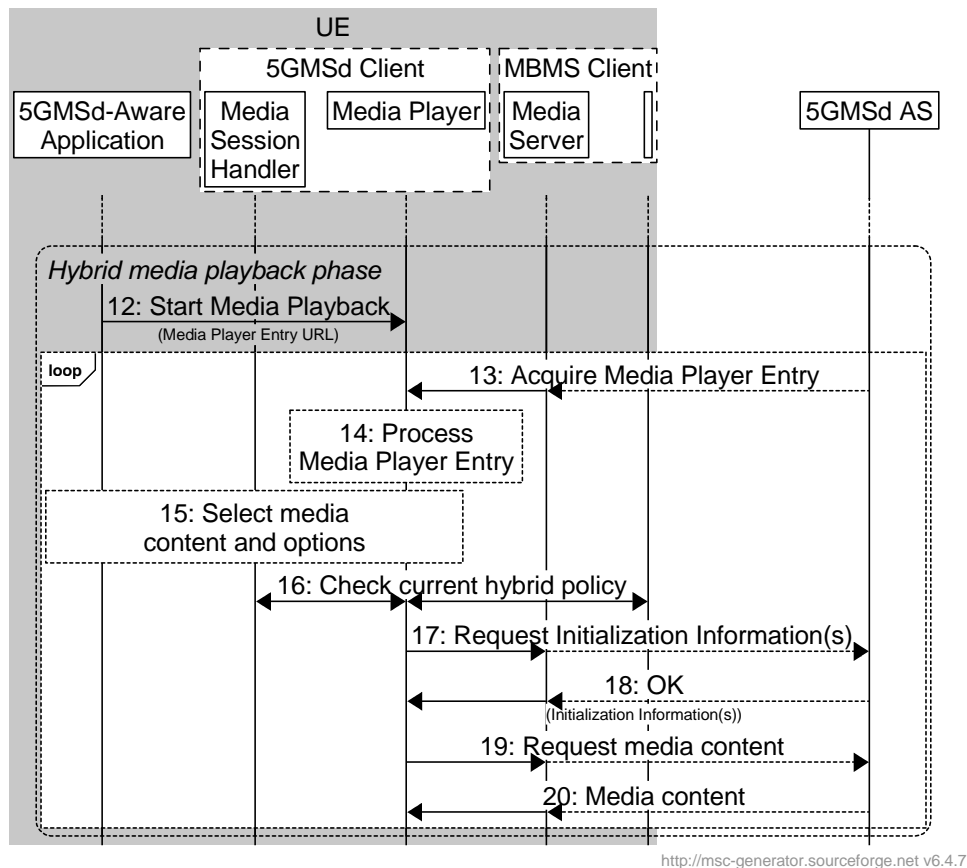 UE
5GMSd Client
MBMS Client
5GMSd-Aware
Application
Media
Session
Handler
Media Player
Media
Server
5GMSd AS
Hybrid media playback phase
12: Start Media Playback
(Media Player Entry URL)
loop
13: Acquire Media Player Entry
14: Process
Media Player Entry
15: Select media
content and options
16: Check current hybrid policy
17: Request Initialization Information(s)
18: OK
(Initialization Information(s))
19: Request media content
20: Media content
http://msc-generator.sourceforge.net v6.4.7